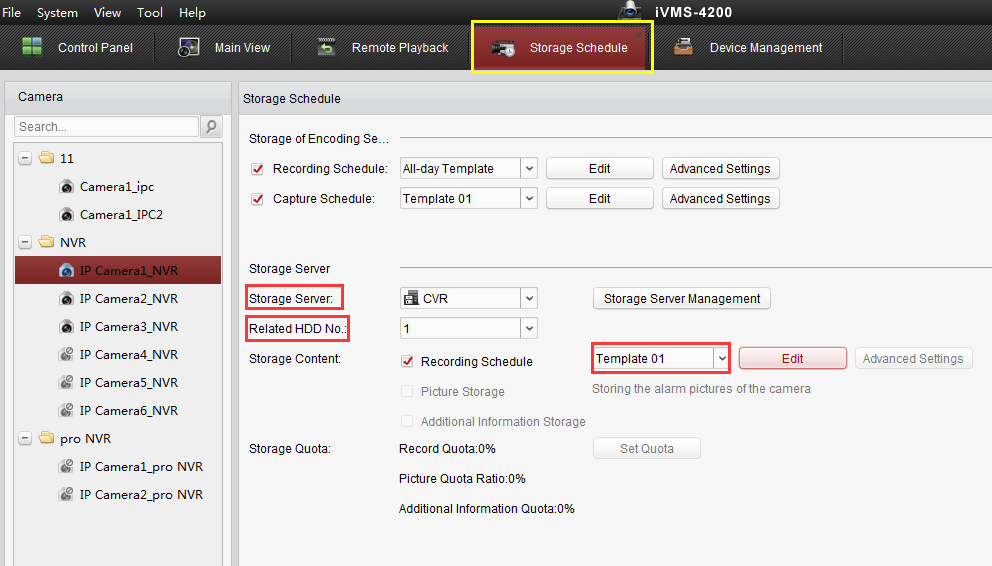 File System View Tool Help iVMS-4200
Control Panel Main View Remote Playback Storage Schedule Device Management
Camera
Search...
11
Camera1_ipc
Camera1_IPC2
NVR
IP Camera1_NVR
IP Camera2_NVR
IP Camera3_NVR
IP Camera4_NVR
IP Camera5_NVR
IP Camera6_NVR
pro NVR
IP Camera1_pro NVR
IP Camera2_pro NVR
Storage Schedule
Storage of Encoding Se...
Recording Schedule: All-day Template Edit Advanced Settings
Capture Schedule: Template 01 Edit Advanced Settings
Storage Server
Storage Server: CVR Storage Server Management
Related HDD No.: 1
Storage Content: Recording Schedule Template 01 Edit Advanced Settings
Picture Storage Storing the alarm pictures of the camera
Additional Information Storage
Storage Quota: Record Quota:0% Set Quota
Picture Quota Ratio:0%
Additional Information Quota:0%